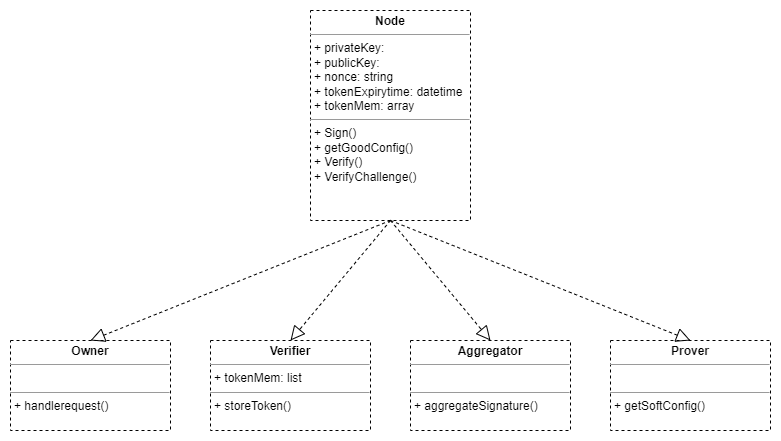 Node
+ privateKey:
+ publicKey:
+ nonce: string
+ tokenExpirytime: datetime
+ tokenMem: array
+ Sign()
+ getGoodConfig()
+ Verify()
+ VerifyChallenge()
Owner
+ handlerequest()
Verifier
+ tokenMem: list
+ storeToken()
Aggregator
+ aggregateSignature()
Prover
+ getSoftConfig()